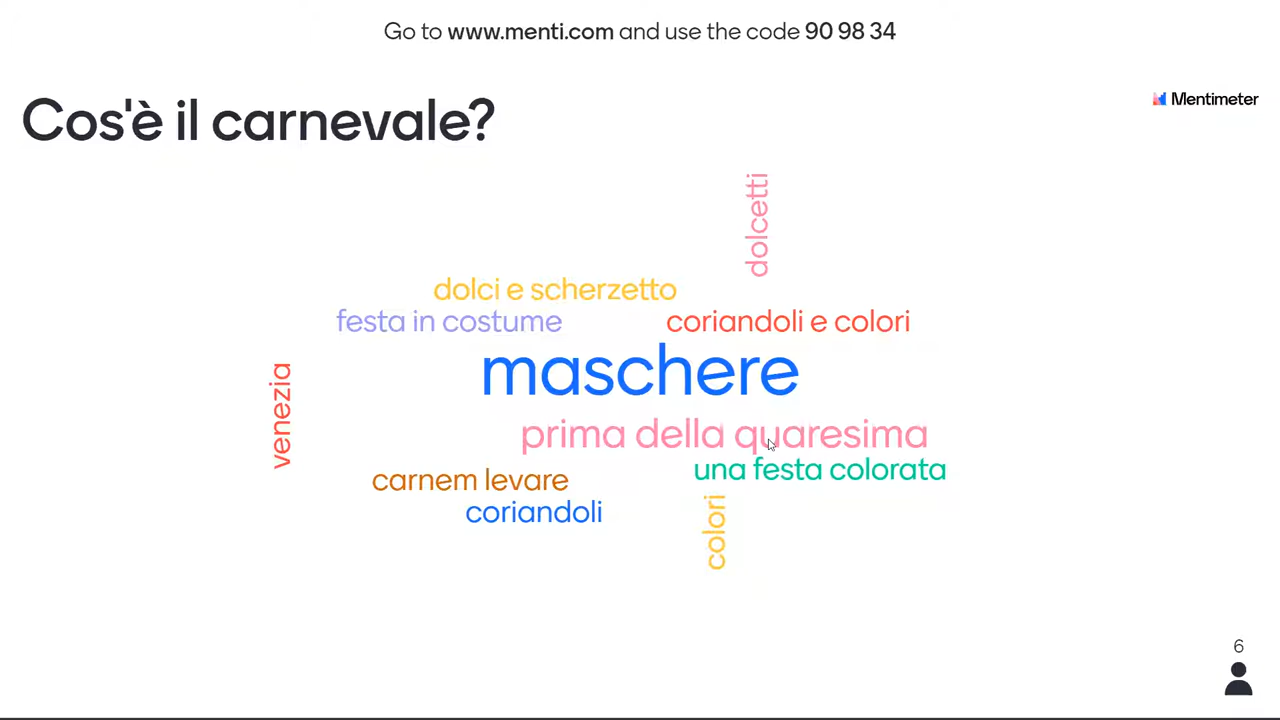 Go to www.menti.com and use the code 90 98 34
Cos'è il carnevale?
Mentimeter
dolcetti
dolci e scherzetto
festa in costume
coriandoli e colori
maschere
venezia
prima della quaresima
una festa colorata
carnem levare
coriandoli
colori
6